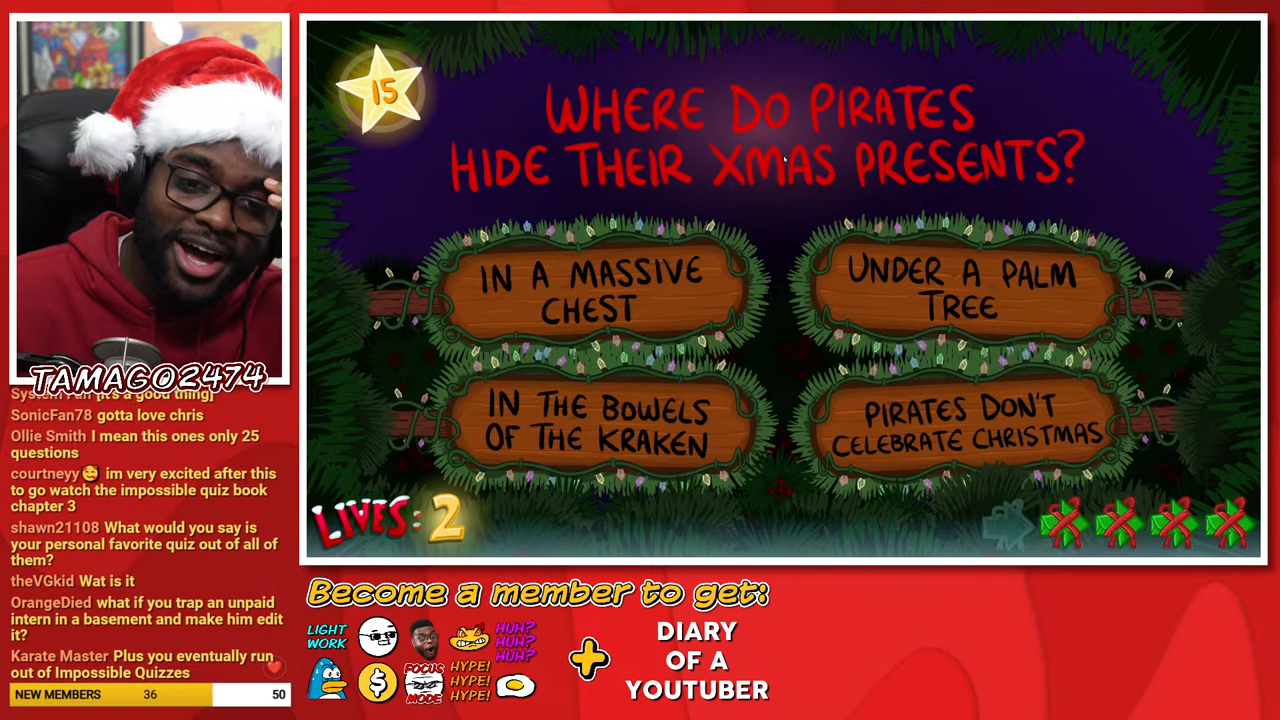 15
WHERE DO PIRATES
HIDE THEIR XMAS PRESENTS?
IN A MASSIVE
CHEST
UNDER A PALM
TREE
IN THE BOWELS
OF THE KRAKEN
PIRATES DON'T
CELEBRATE CHRISTMAS
LIVES: 2
TAMAGO2474
[it's a good thing]
SonicFan78 gotta love chris
Ollie Smith I mean this ones only 25
questions
courtneyy🥰 im very excited after this
to go watch the impossible quiz book
chapter 3
shawn21108 What would you say is
your personal favorite quiz out of all of
them?
theVGkid Wat is it
OrangeDied what if you trap an unpaid
intern in a basement and make him edit
it?
Karate Master Plus you eventually run
out of Impossible Quizzes
NEW MEMBERS 36 50
Become a member to get:
LIGHT
WORK
HUH?
HUH?
HUH?
$
FOCUS
MODE
HYPE!
HYPE!
HYPE!
+
DIARY
OF A
YOUTUBER